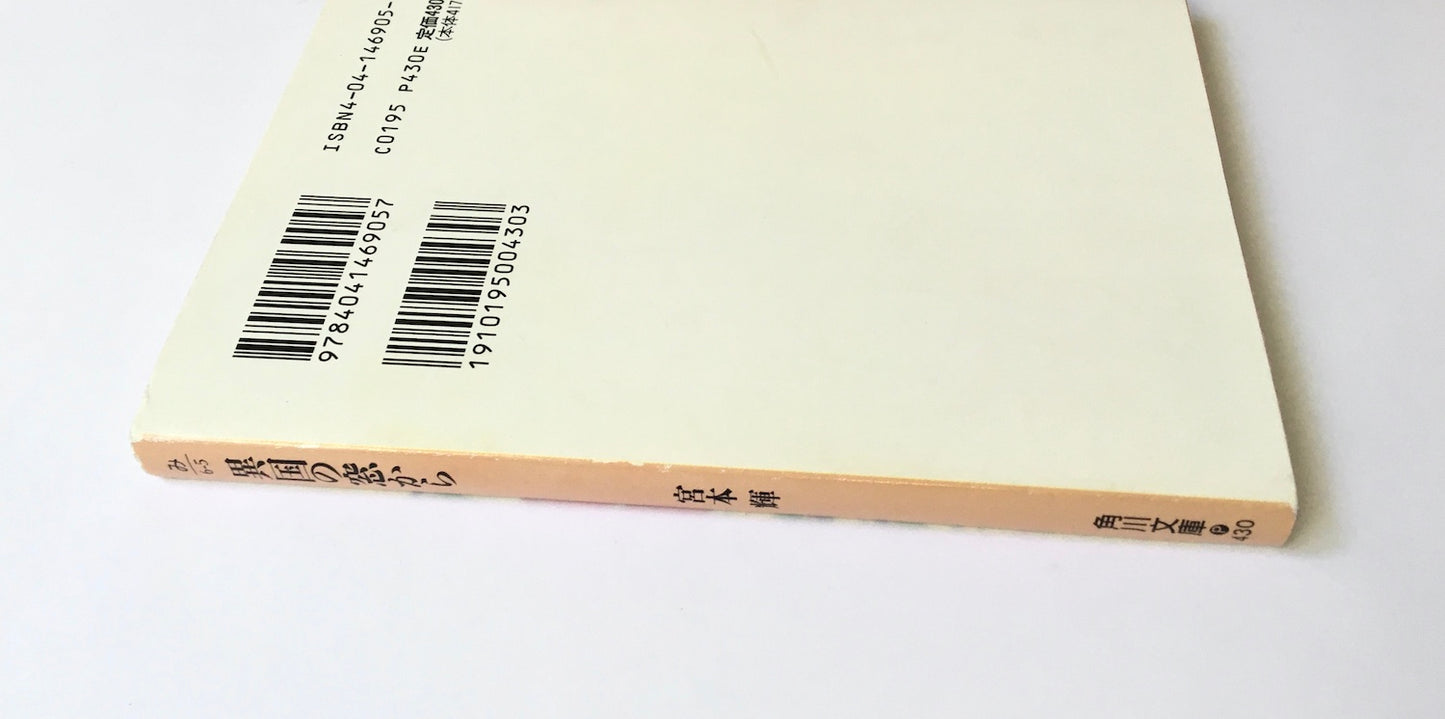 ISBN4-04-146905-
C0195 P430E 定価430
(本体417
9784041469057
1910195004303
み 6-5 異国の窓から
宮本 輝
角川文庫 P 430